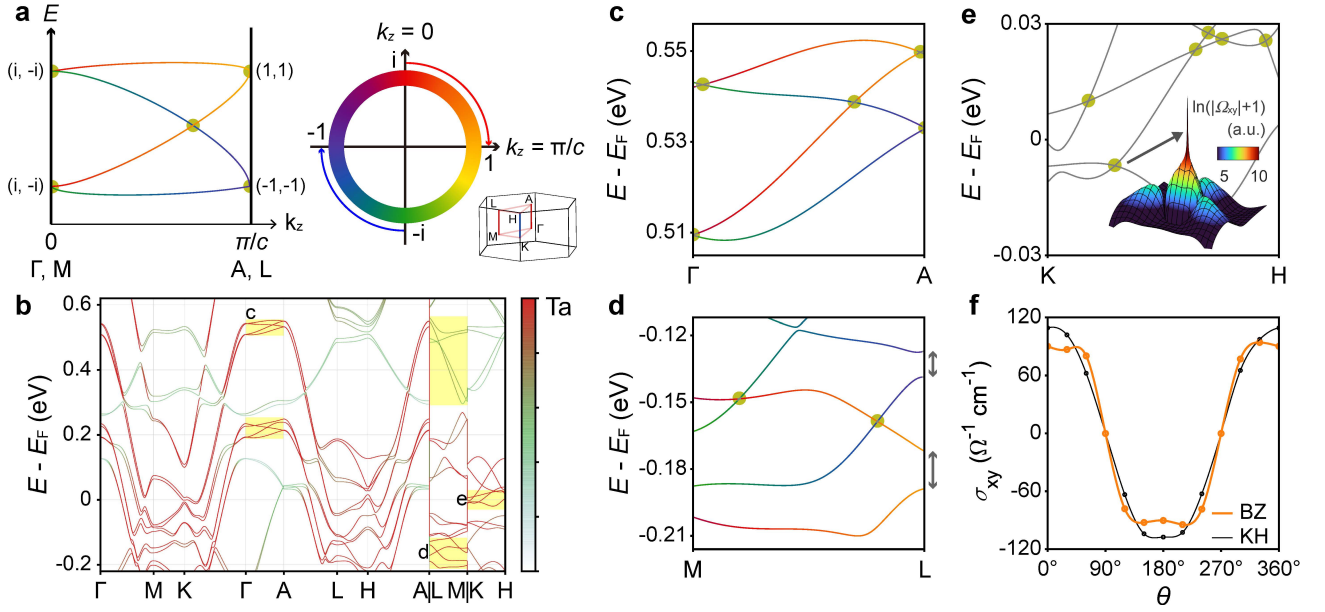 a
E
(i, -i)
(i, -i)
(1,1)
(-1,-1)
k_z
0
π/c
Γ, M
A, L
k_z = 0
i
-1
1
-i
k_z = π/c
L
A
H
M
Γ
K
b
E - E_F (eV)
0.6
0.4
0.2
0
-0.2
c
d
e
Γ
M
K
Γ
A
L
H
A|L
M|K
H
Ta
c
E - E_F (eV)
0.55
0.53
0.51
Γ
A
d
E - E_F (eV)
-0.12
-0.15
-0.18
-0.21
M
L
e
E - E_F (eV)
0.03
0
-0.03
K
H
ln(|Ω_xy|+1)
(a.u.)
5
10
f
σ_xy (Ω⁻¹ cm⁻¹)
120
60
0
-60
-120
BZ
KH
0°
90°
180°
270°
360°
θ